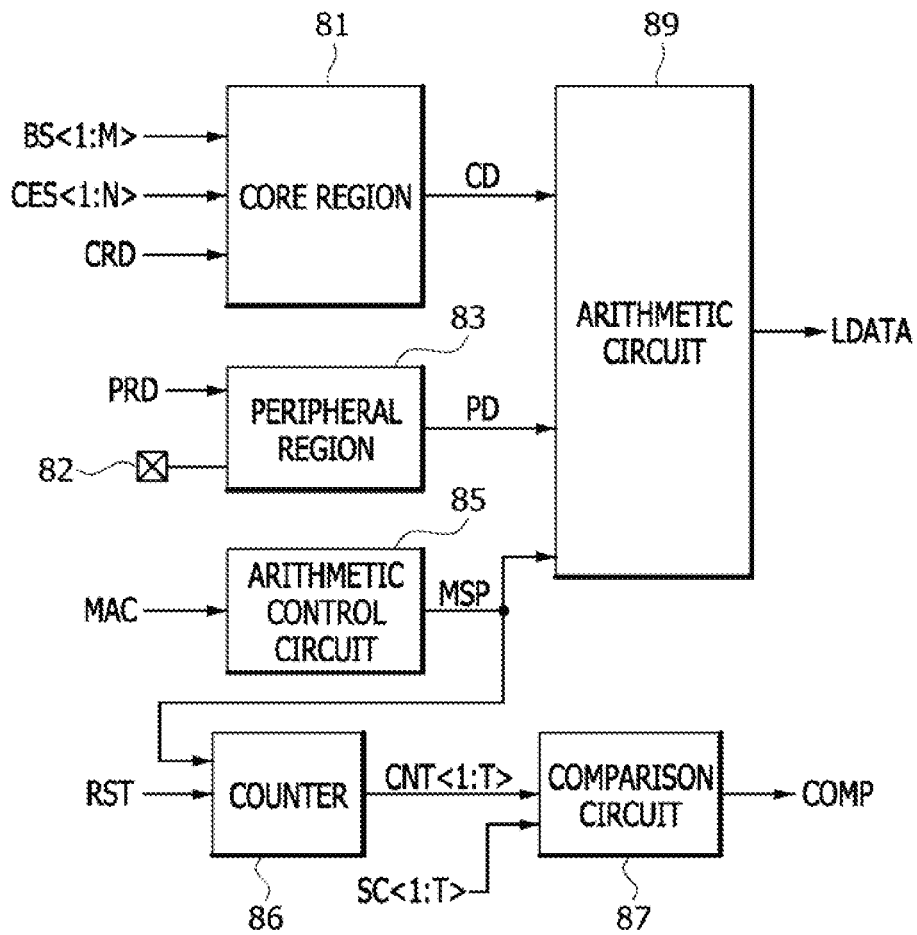 81
89
BS<1:M>
CES<1:N>
CRD
CORE REGION
CD
ARITHMETIC
CIRCUIT
LDATA
83
PRD
PERIPHERAL
REGION
PD
82
85
MAC
ARITHMETIC
CONTROL
CIRCUIT
MSP
RST
COUNTER
CNT<1:T>
COMPARISON
CIRCUIT
COMP
SC<1:T>
86
87